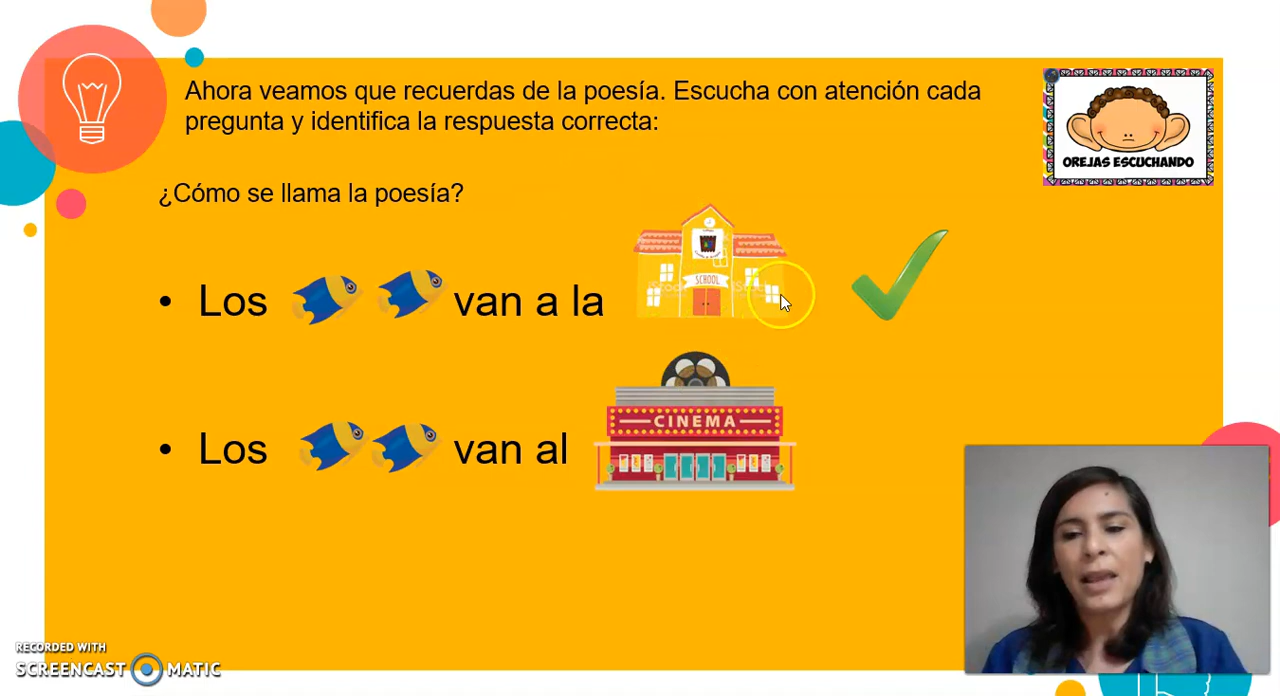 Ahora veamos que recuerdas de la poesía. Escucha con atención cada
pregunta y identifica la respuesta correcta:
OREJAS ESCUCHANDO
¿Cómo se llama la poesía?
SCHOOL
• Los van a la
CINEMA
• Los van al
RECORDED WITH
SCREENCAST MATIC